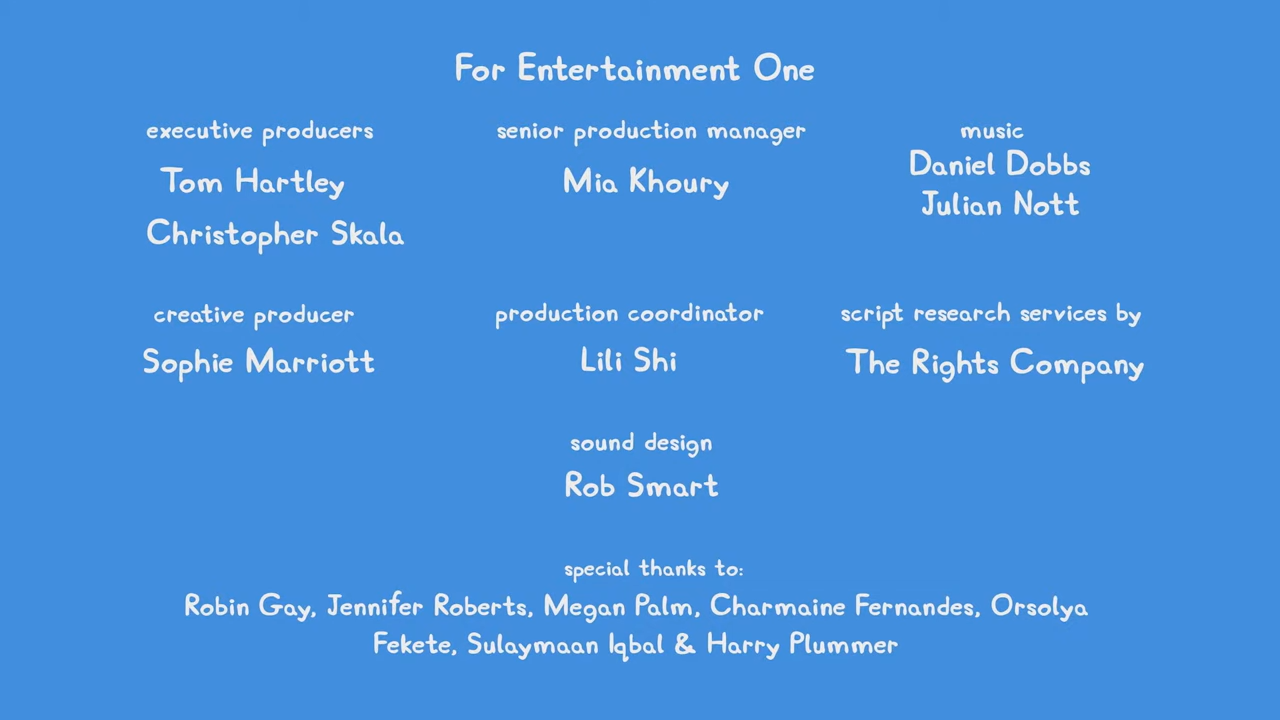 For Entertainment One
executive producers
Tom Hartley
Christopher Skala
senior production manager
Mia Khoury
music
Daniel Dobbs
Julian Nott
creative producer
Sophie Marriott
production coordinator
Lili Shi
script research services by
The Rights Company
sound design
Rob Smart
special thanks to:
Robin Gay, Jennifer Roberts, Megan Palm, Charmaine Fernandes, Orsolya
Fekete, Sulaymaan Iqbal & Harry Plummer